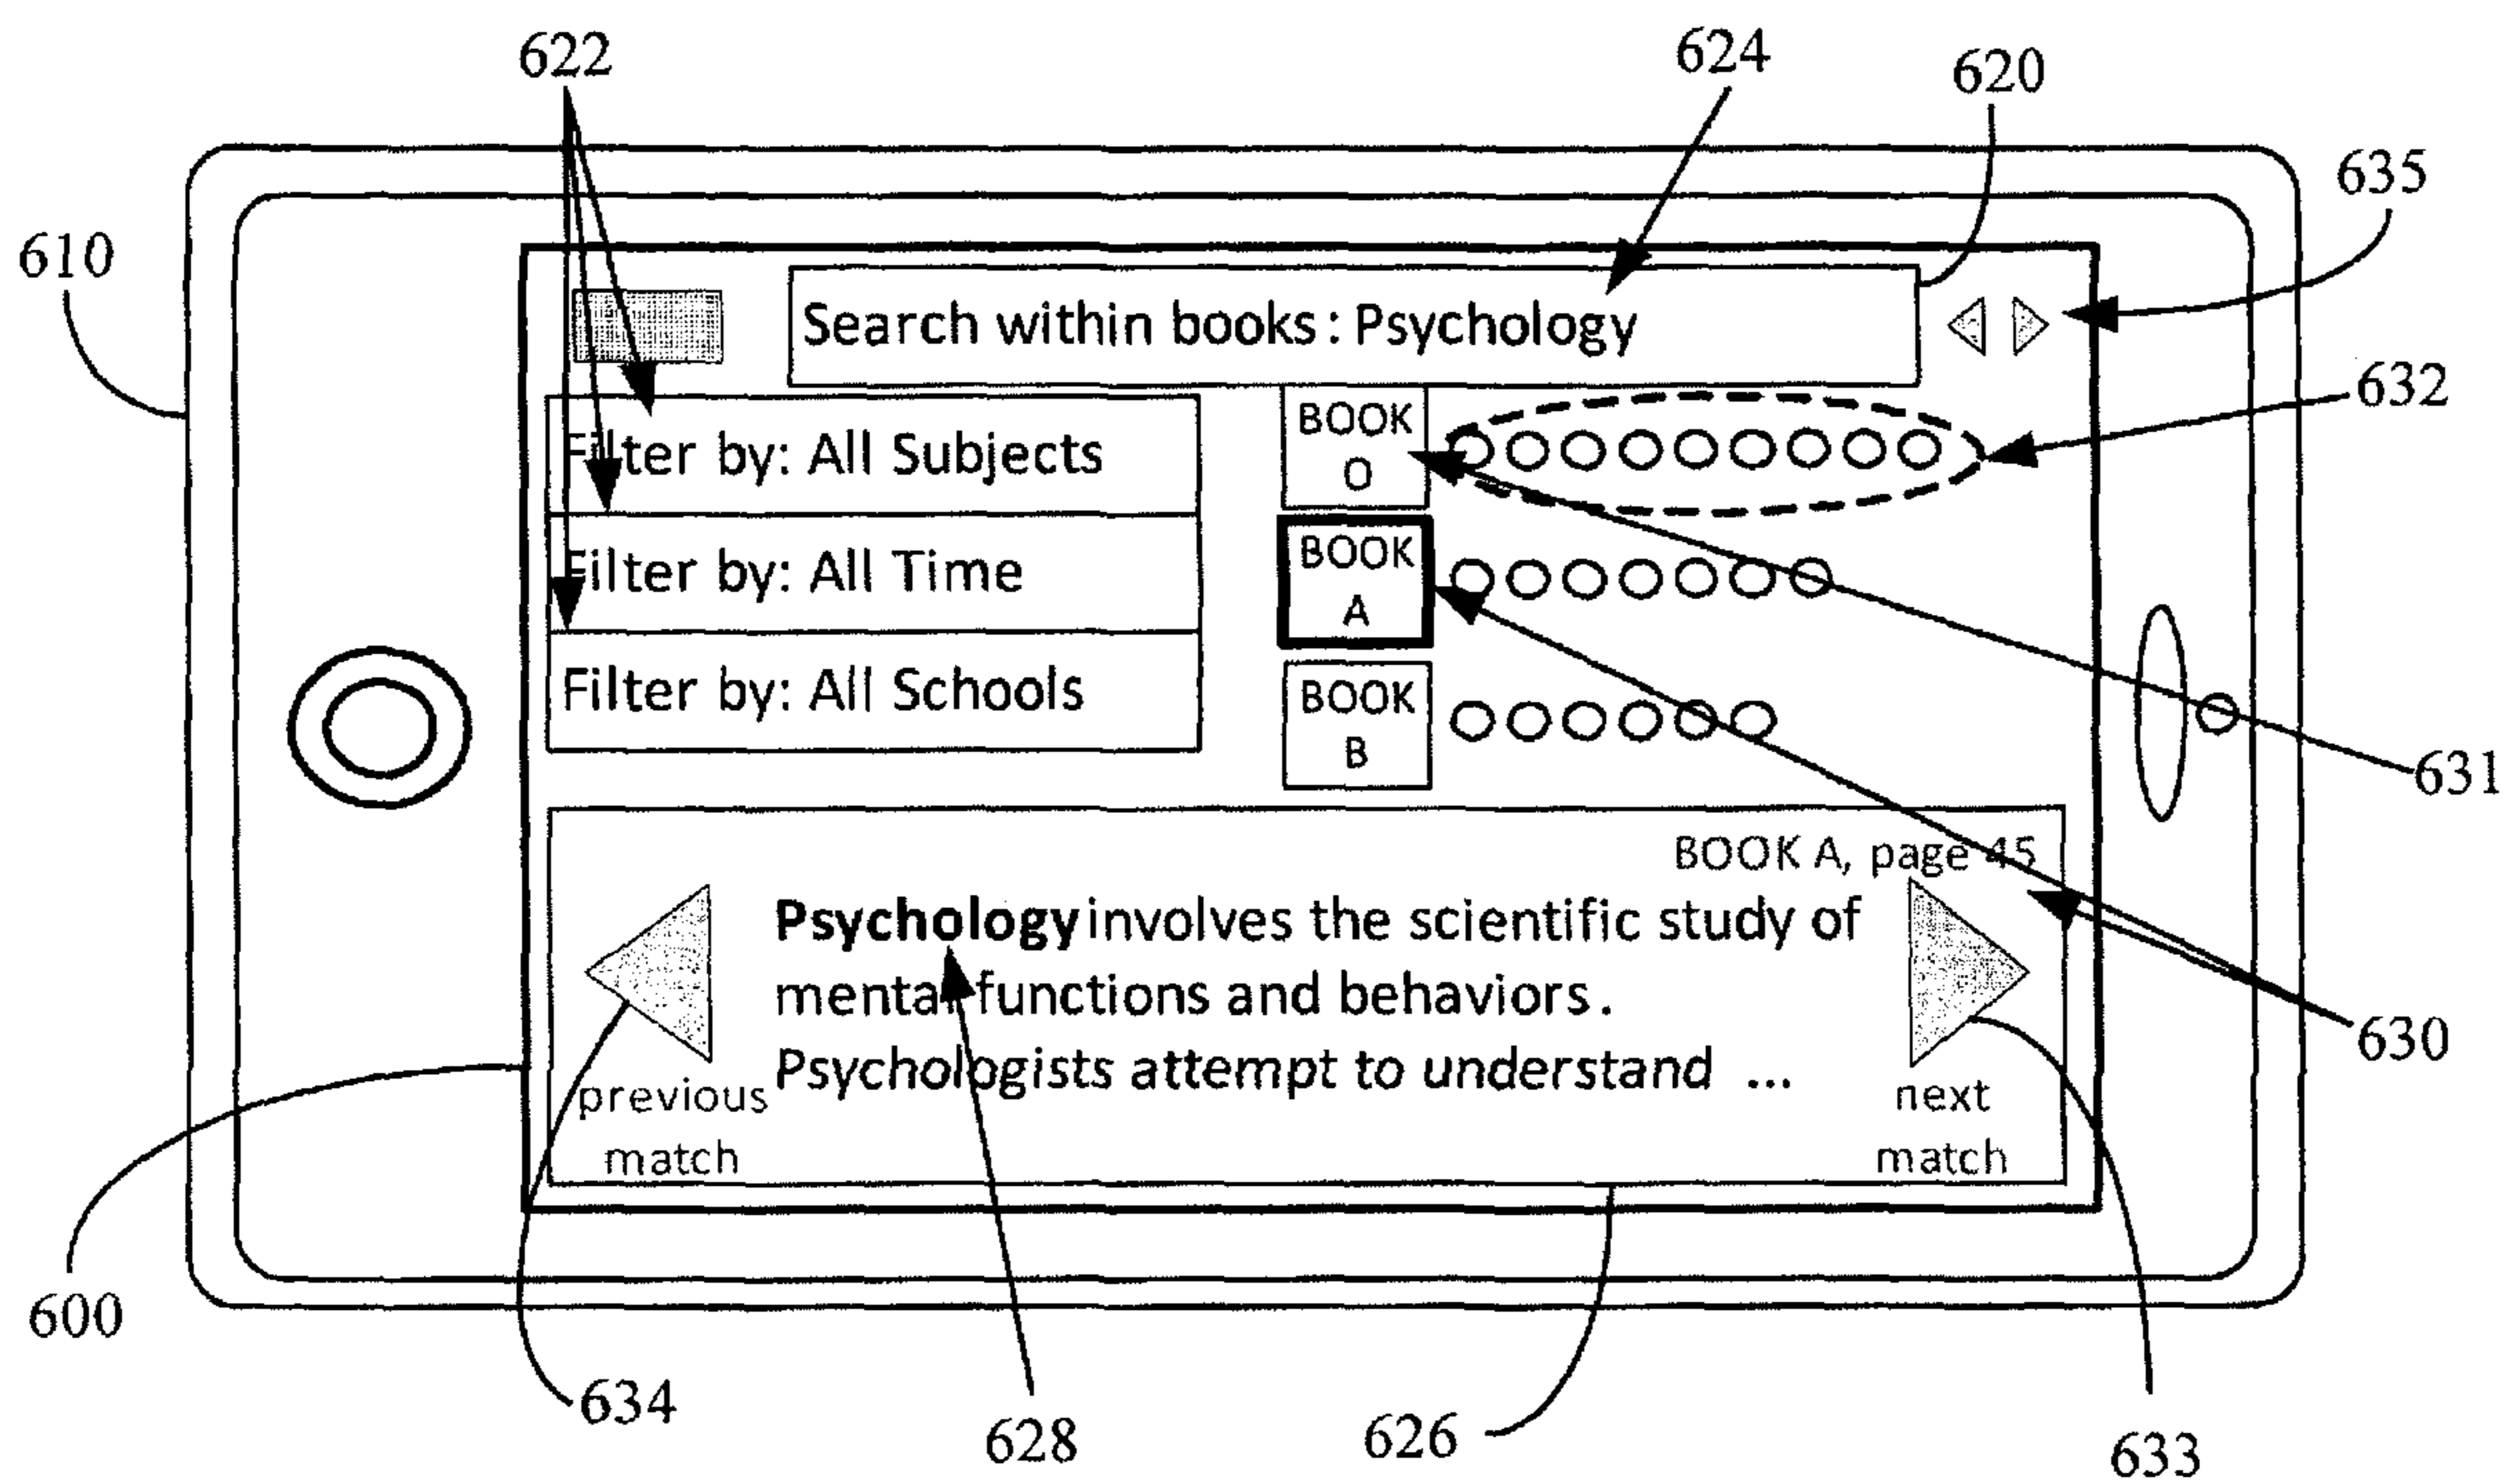 622
624
620
635
610
Search within books : Psychology
632
BOOK
O
Filter by: All Subjects
BOOK
A
Filter by: All Time
BOOK
B
Filter by: All Schools
631
BOOK A, page 45
Psychology involves the scientific study of
mental functions and behaviors.
Psychologists attempt to understand ...
previous
match
next
match
630
600
634
628
626
633